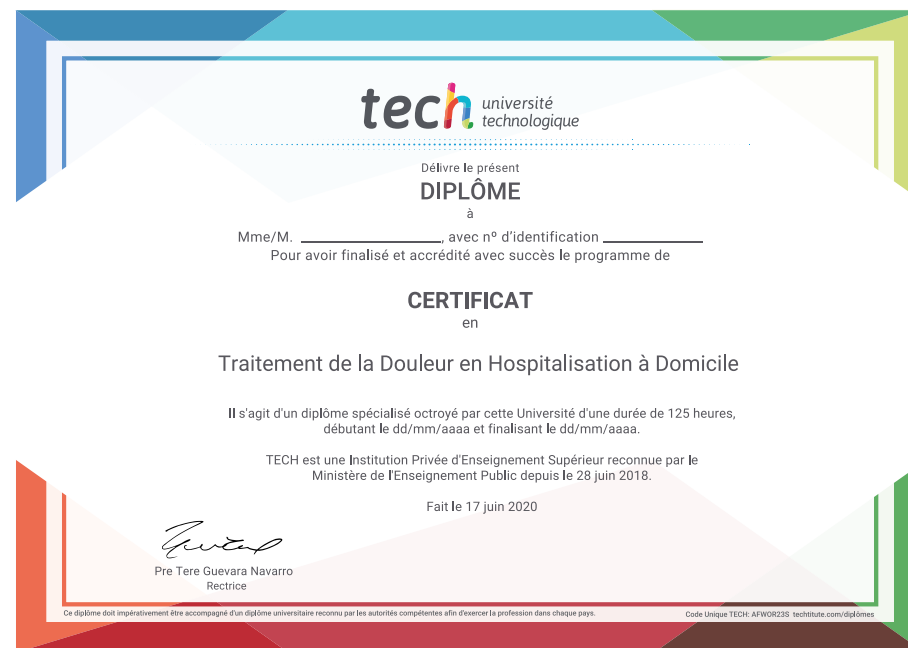 tech université
technologique
Délivre le présent
DIPLÔME
à
Mme/M. ____________________, avec nº d'identification ______________
Pour avoir finalisé et accrédité avec succès le programme de
CERTIFICAT
en
Traitement de la Douleur en Hospitalisation à Domicile
Il s'agit d'un diplôme spécialisé octroyé par cette Université d'une durée de 125 heures,
débutant le dd/mm/aaaa et finalisant le dd/mm/aaaa.
TECH est une Institution Privée d'Enseignement Supérieur reconnue par le
Ministère de l'Enseignement Public depuis le 28 juin 2018.
Fait le 17 juin 2020
Pre Tere Guevara Navarro
Rectrice
Ce diplôme doit impérativement être accompagné d'un diplôme universitaire reconnu par les autorités compétentes afin d'exercer la profession dans chaque pays.
Code Unique TECH: AFWOR23S techtitute.com/diplômes